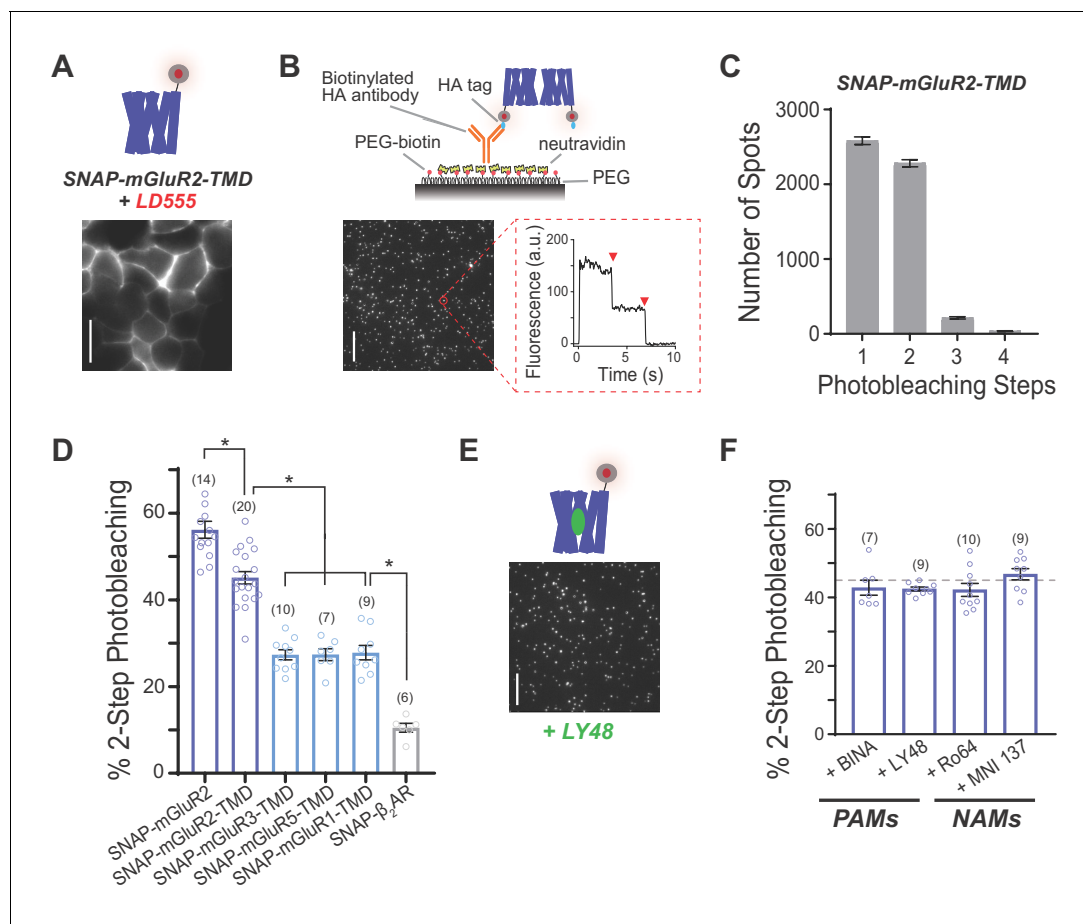 A
SNAP-mGluR2-TMD
+ LD555
B
Biotinylated
HA antibody
HA tag
PEG-biotin
neutravidin
PEG
Fluorescence (a.u.)
200
100
0
0
5
10
Time (s)
C
SNAP-mGluR2-TMD
Number of Spots
3000
2000
1000
0
1 2 3 4
Photobleaching Steps
D
% 2-Step Photobleaching
60
40
20
0
*
*
*
(14)
(20)
(10)
(7)
(9)
(6)
SNAP-mGluR2
SNAP-mGluR2-TMD
SNAP-mGluR3-TMD
SNAP-mGluR5-TMD
SNAP-mGluR1-TMD
SNAP-β₂AR
E
+ LY48
F
% 2-Step Photobleaching
60
40
20
0
(7)
(9)
(10)
(9)
+ BINA
+ LY48
+ Ro64
+ MNI 137
PAMs
NAMs